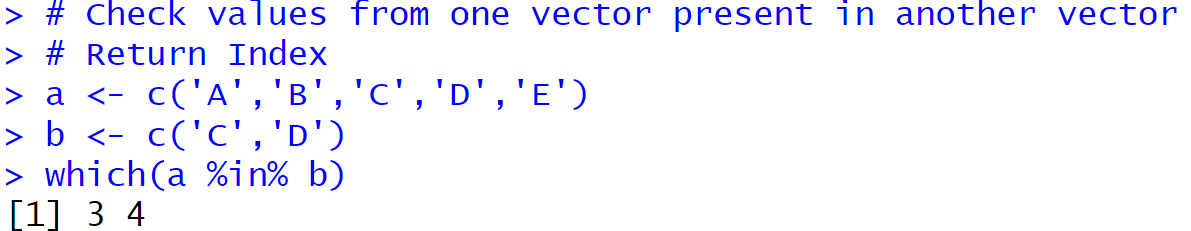 > # Check values from one vector present in another vector
> # Return Index
> a <- c('A','B','C','D','E')
> b <- c('C','D')
> which(a %in% b)
[1] 3 4